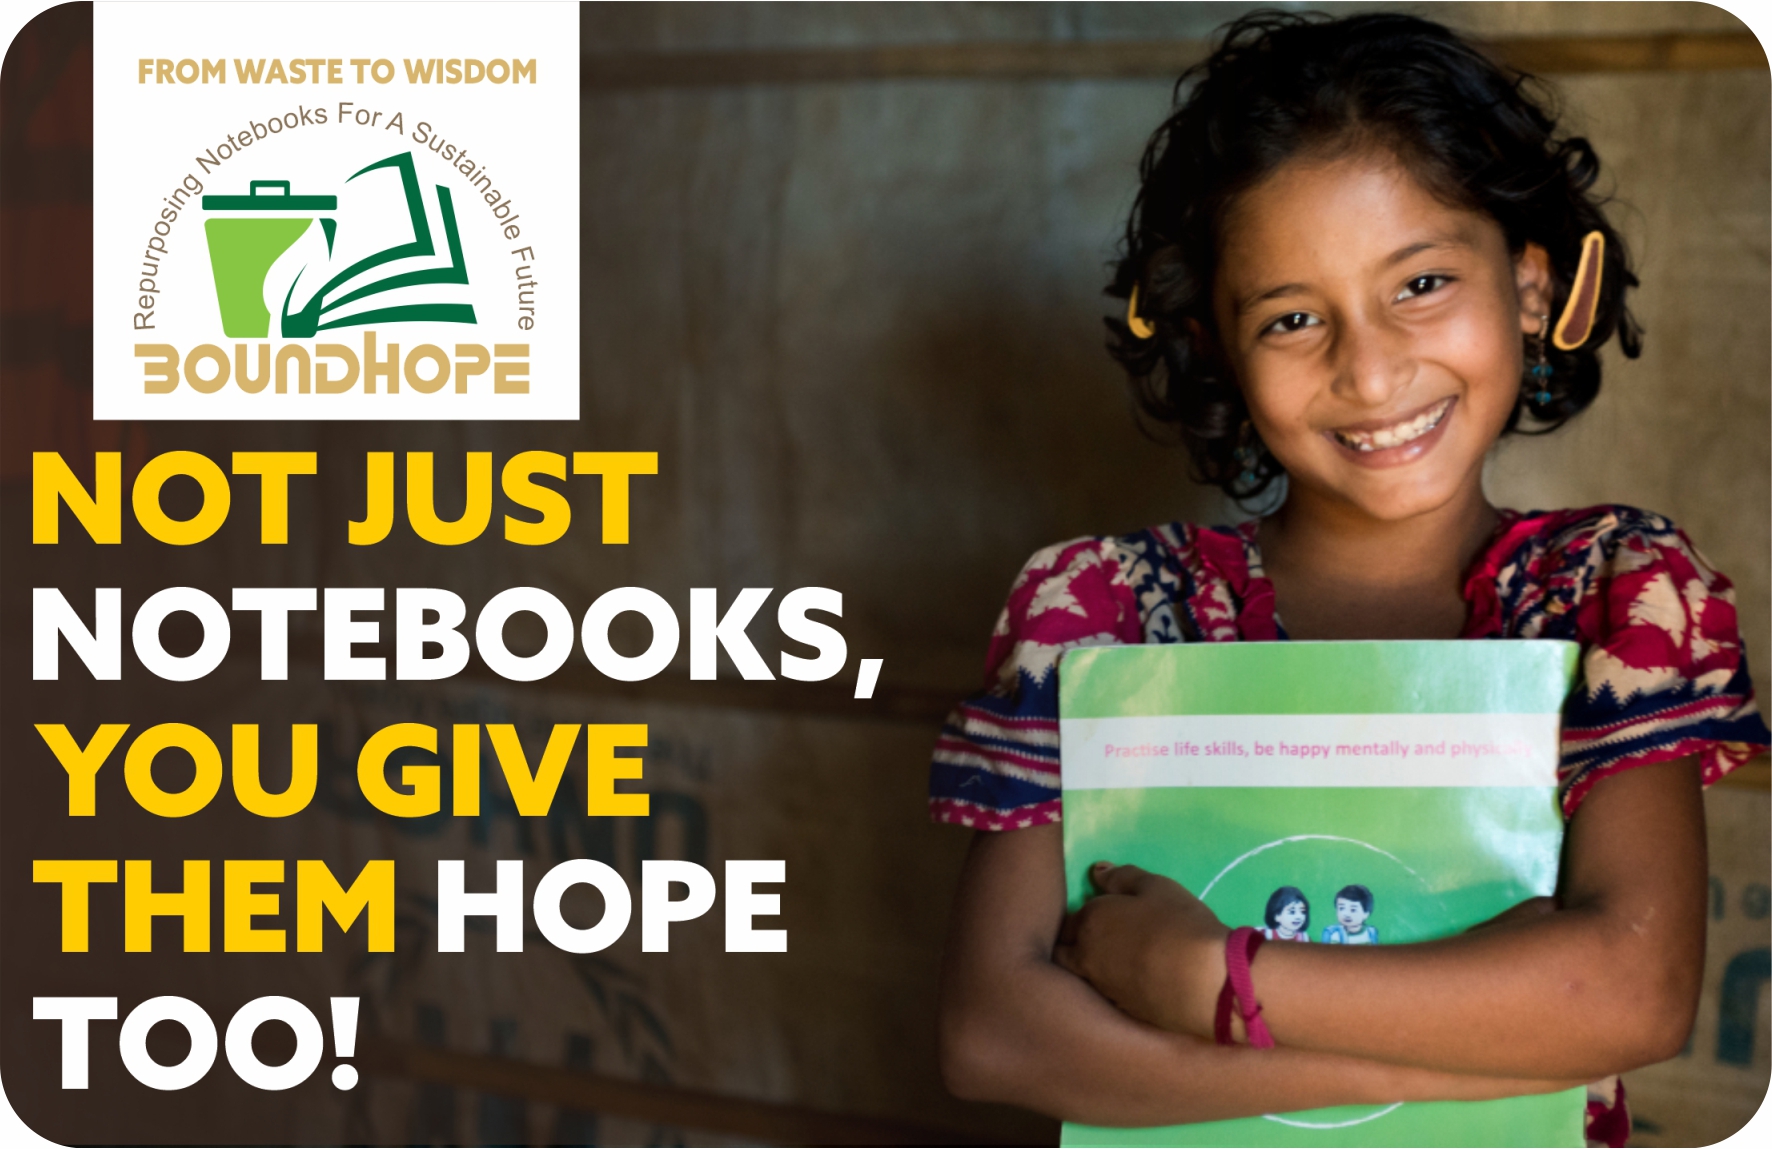 FROM WASTE TO WISDOM
Repurposing Notebooks For A Sustainable Future
BOUNDHOPE
NOT JUST
NOTEBOOKS,
YOU GIVE
THEM HOPE
TOO!
Practise life skills, be happy mentally and physically